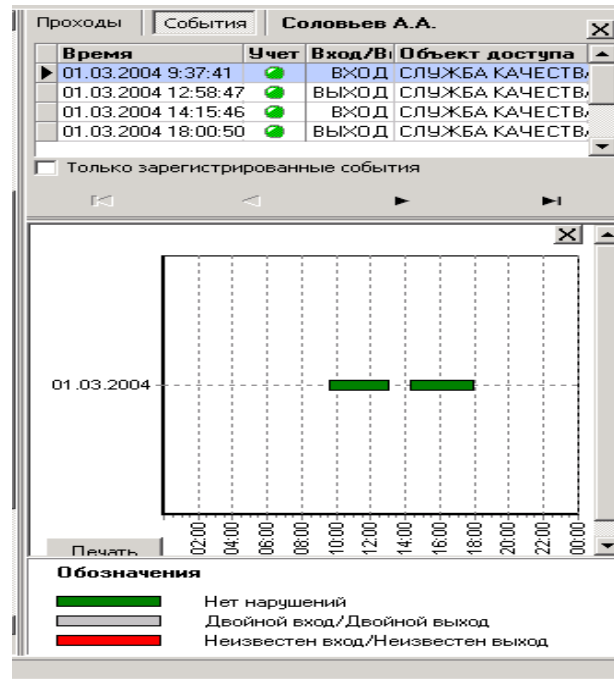 Проходы События Соловьев А.А.
Время Учет Вход/Вы Объект доступа
01.03.2004 9:37:41 ВХОД СЛУЖБА КАЧЕСТВА
01.03.2004 12:58:47 ВЫХОД СЛУЖБА КАЧЕСТВА
01.03.2004 14:15:46 ВХОД СЛУЖБА КАЧЕСТВА
01.03.2004 18:00:50 ВЫХОД СЛУЖБА КАЧЕСТВА
Только зарегистрированные события
01.03.2004
02:00 04:00 06:00 08:00 10:00 12:00 14:00 16:00 18:00 20:00 22:00 00:00
Печать
Обозначения
Нет нарушений
Двойной вход/Двойной выход
Неизвестен вход/Неизвестен выход